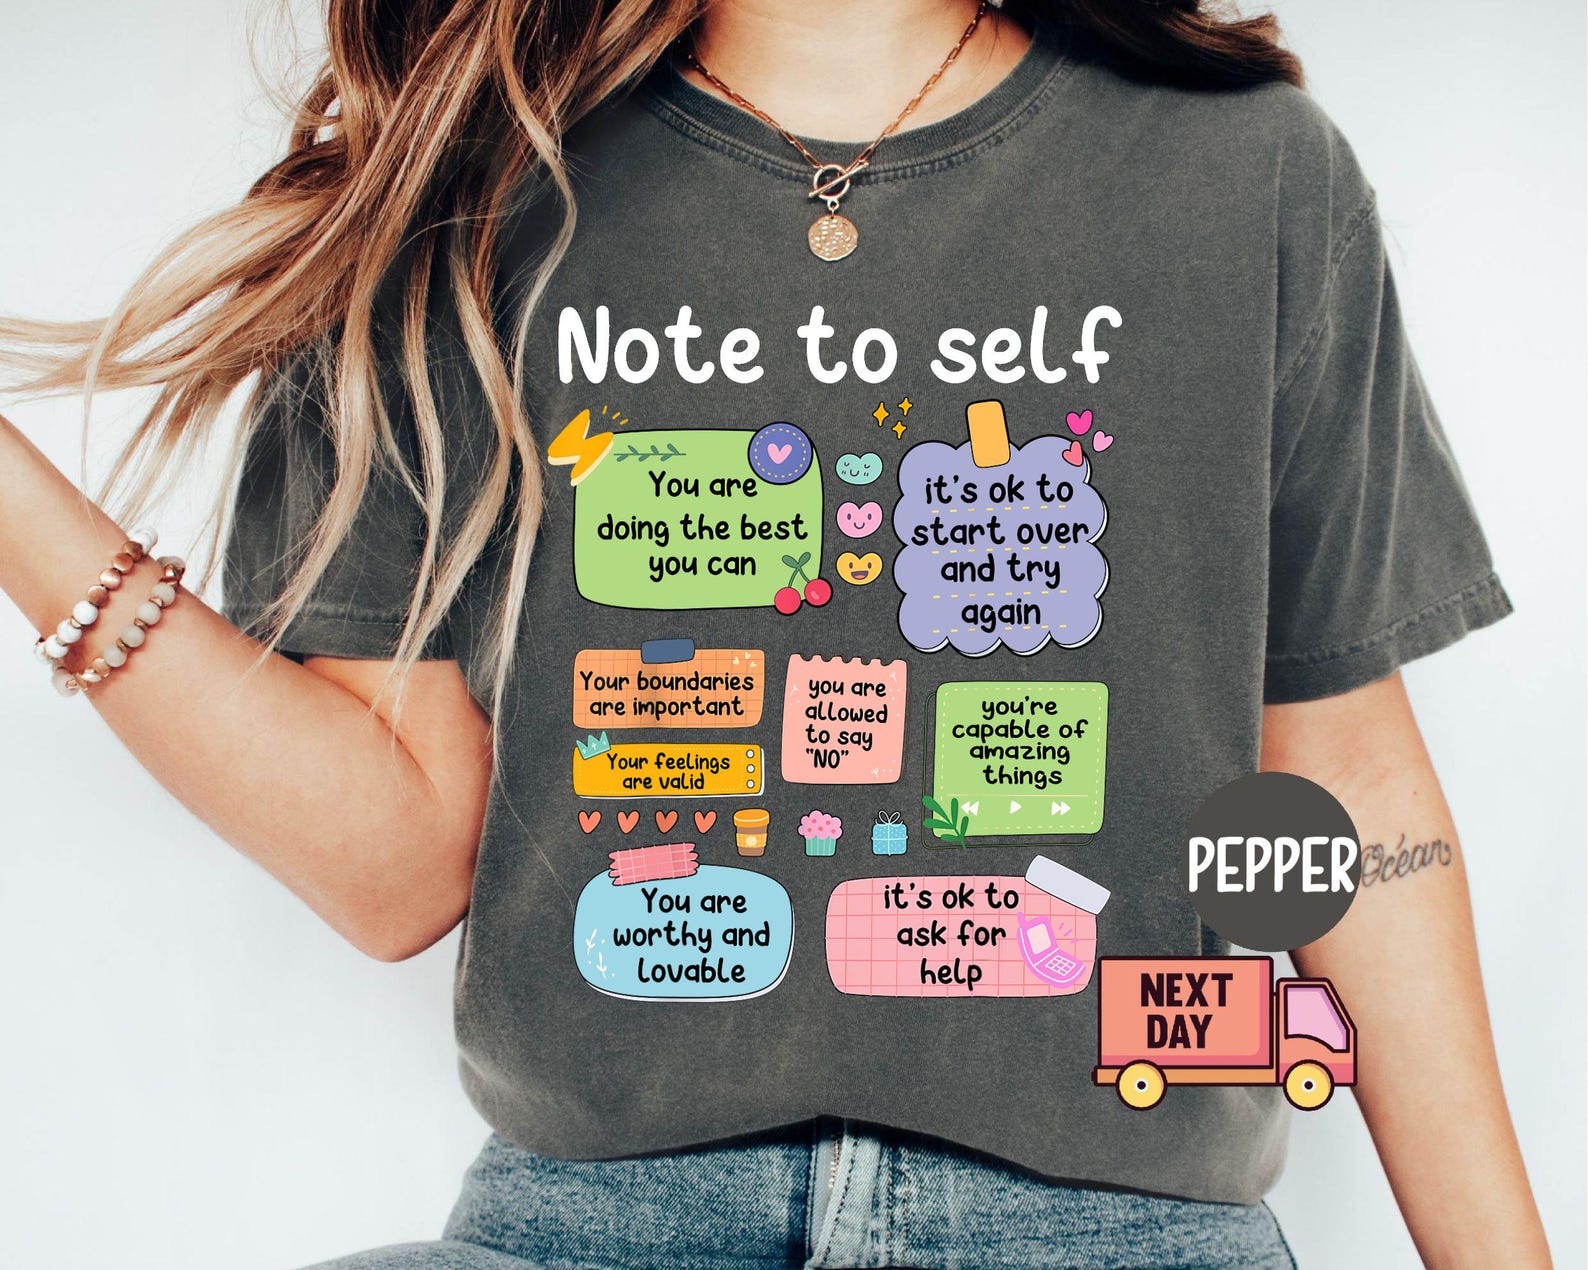 Note to self
You are
doing the best
you can
it's ok to
start over
and try
again
Your boundaries
are important
you are
allowed
to say
"NO"
you're
capable of
amazing
things
Your feelings
are valid
You are
worthy and
lovable
it's ok to
ask for
help
PEPPER
Océan
NEXT
DAY